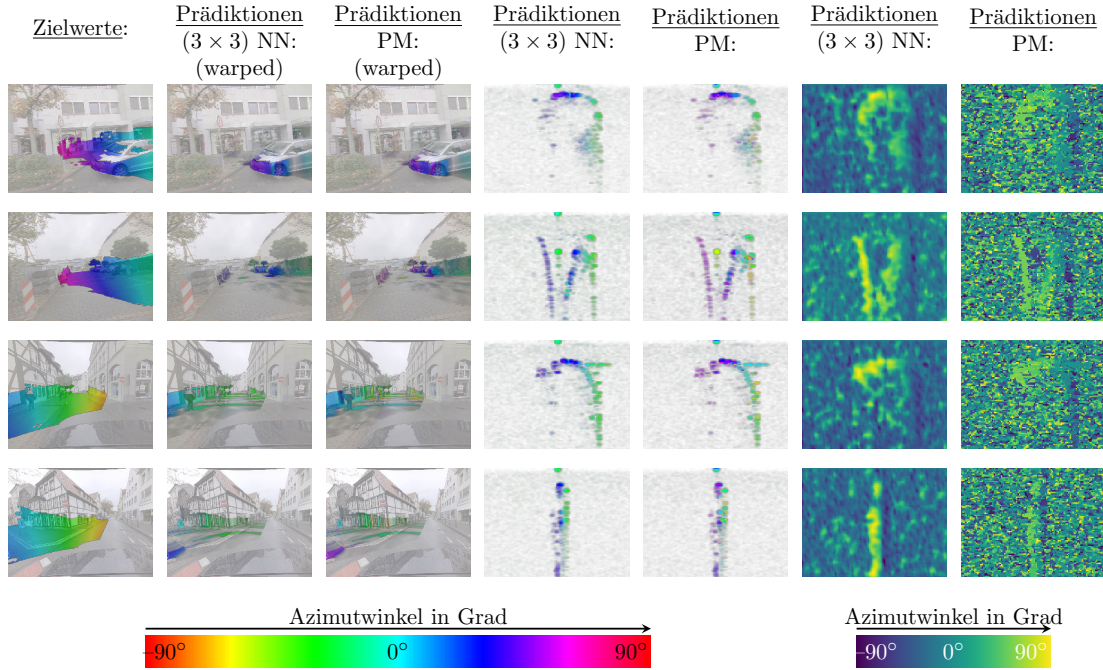 Zielwerte:
Prädiktionen
(3 × 3) NN:
(warped)
Prädiktionen
PM:
(warped)
Prädiktionen
(3 × 3) NN:
Prädiktionen
PM:
Prädiktionen
(3 × 3) NN:
Prädiktionen
PM:
Azimutwinkel in Grad
−90° 0° 90°
Azimutwinkel in Grad
−90° 0° 90°